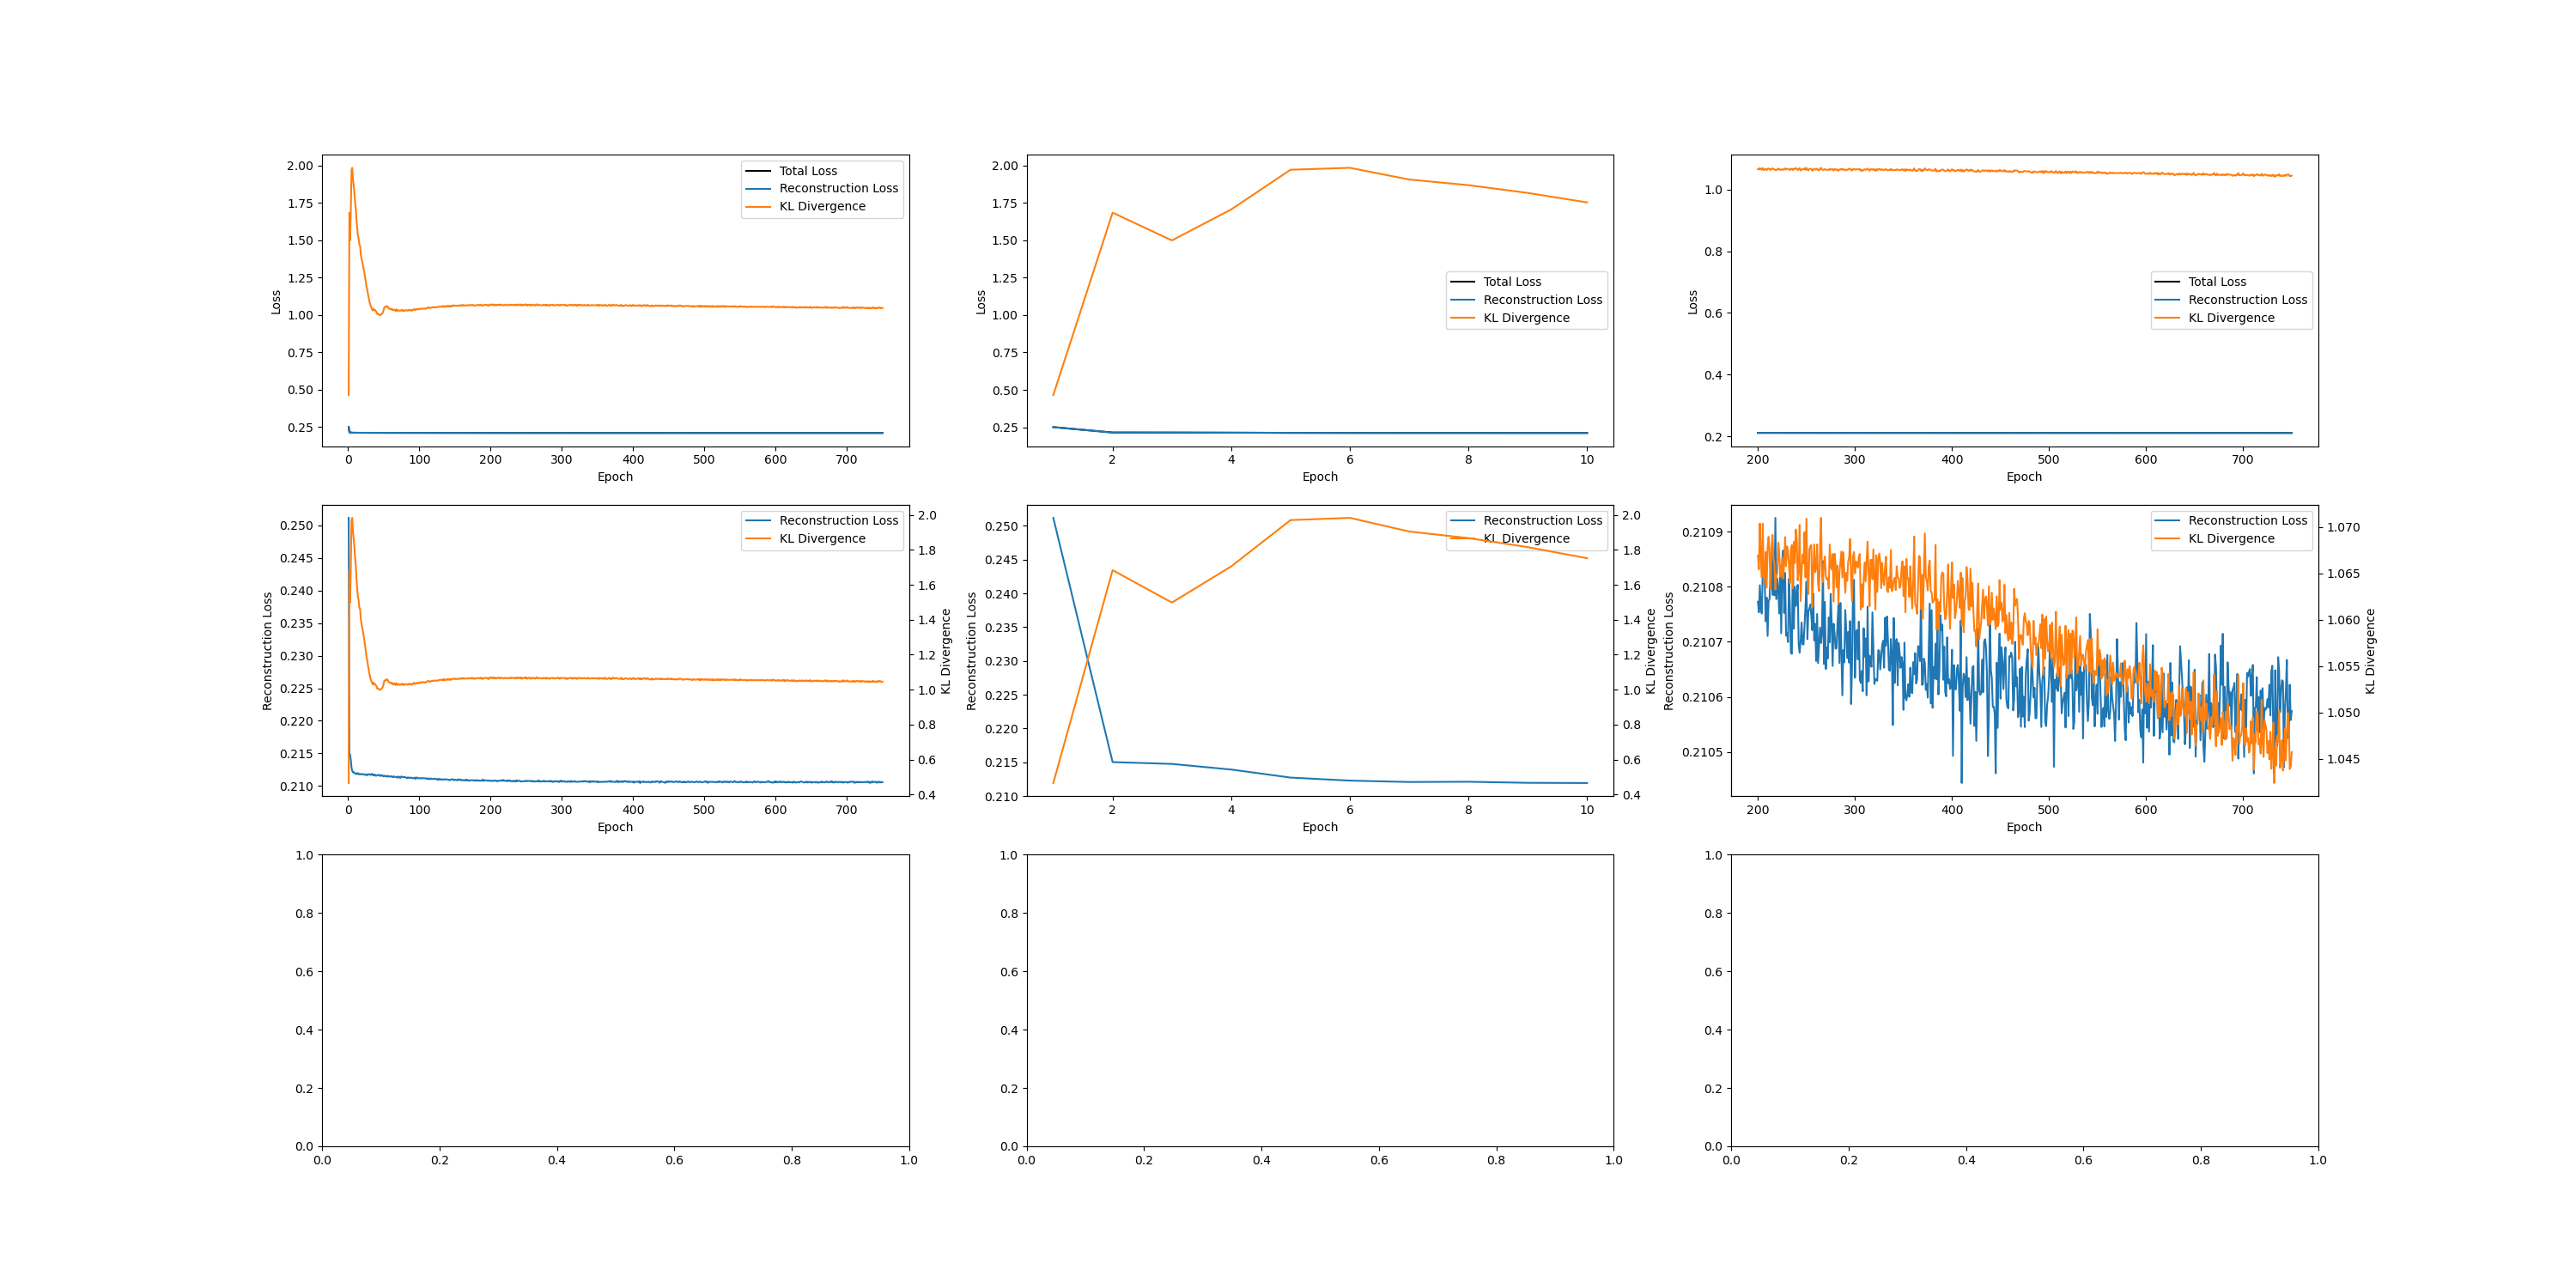 2.00
1.75
1.50
1.25
1.00
0.75
0.50
0.25
Loss
0 100 200 300 400 500 600 700
Epoch
Total Loss
Reconstruction Loss
KL Divergence
2.00
1.75
1.50
1.25
1.00
0.75
0.50
0.25
Loss
2 4 6 8 10
Epoch
Total Loss
Reconstruction Loss
KL Divergence
1.0
0.8
0.6
0.4
0.2
Loss
200 300 400 500 600 700
Epoch
Total Loss
Reconstruction Loss
KL Divergence
0.250
0.245
0.240
0.235
0.230
0.225
0.220
0.215
0.210
Reconstruction Loss
0 100 200 300 400 500 600 700
Epoch
Reconstruction Loss
KL Divergence
2.0
1.8
1.6
1.4
1.2
1.0
0.8
0.6
0.4
KL Divergence
0.250
0.245
0.240
0.235
0.230
0.225
0.220
0.215
0.210
Reconstruction Loss
2 4 6 8 10
Epoch
Reconstruction Loss
KL Divergence
2.0
1.8
1.6
1.4
1.2
1.0
0.8
0.6
0.4
KL Divergence
0.2109
0.2108
0.2107
0.2106
0.2105
Reconstruction Loss
200 300 400 500 600 700
Epoch
Reconstruction Loss
KL Divergence
1.070
1.065
1.060
1.055
1.050
1.045
KL Divergence
1.0
0.8
0.6
0.4
0.2
0.0
0.0 0.2 0.4 0.6 0.8 1.0
1.0
0.8
0.6
0.4
0.2
0.0
0.0 0.2 0.4 0.6 0.8 1.0
1.0
0.8
0.6
0.4
0.2
0.0
0.0 0.2 0.4 0.6 0.8 1.0